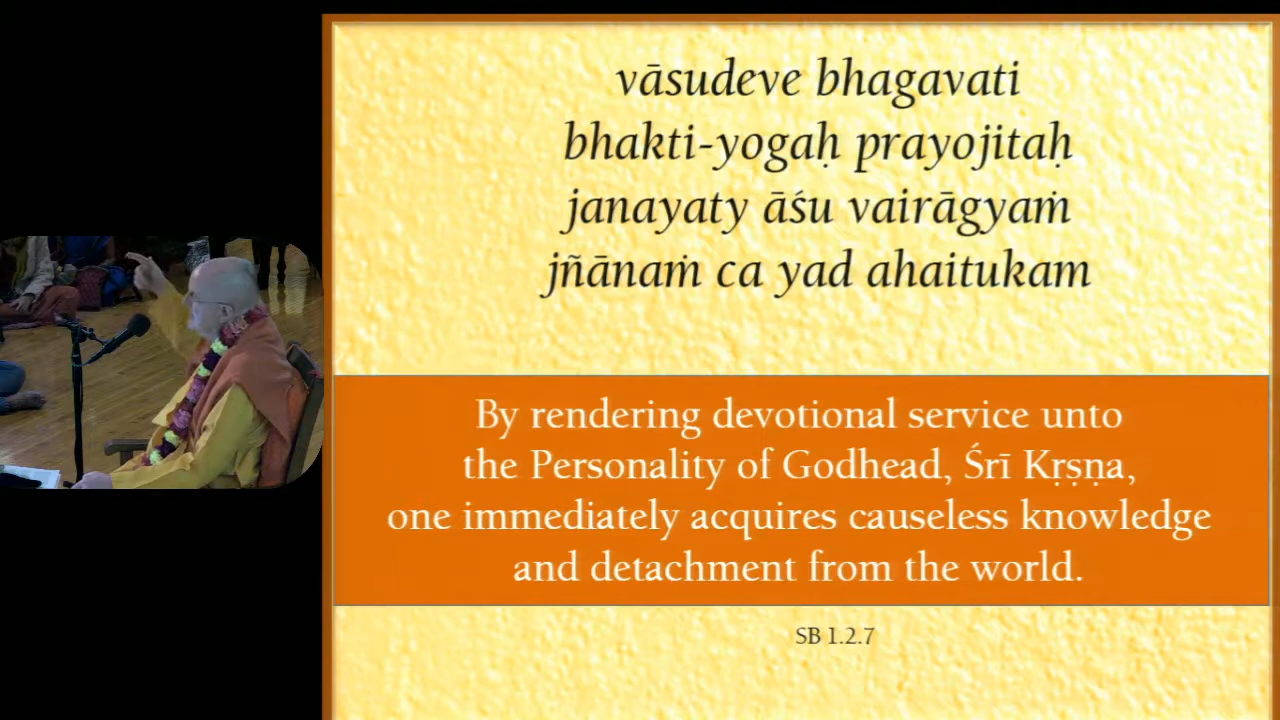 vāsudeve bhagavati
bhakti-yogaḥ prayojitaḥ
janayaty āśu vairāgyaṁ
jñānaṁ ca yad ahaitukam
By rendering devotional service unto
the Personality of Godhead, Śrī Kṛṣṇa,
one immediately acquires causeless knowledge
and detachment from the world.
SB 1.2.7